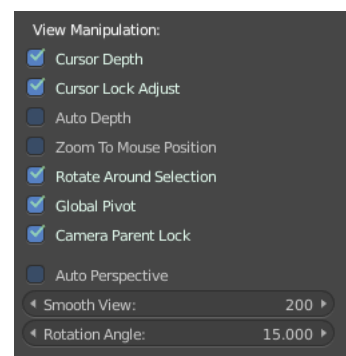 View Manipulation:
Cursor Depth
Cursor Lock Adjust
Auto Depth
Zoom To Mouse Position
Rotate Around Selection
Global Pivot
Camera Parent Lock
Auto Perspective
Smooth View: 200
Rotation Angle: 15.000